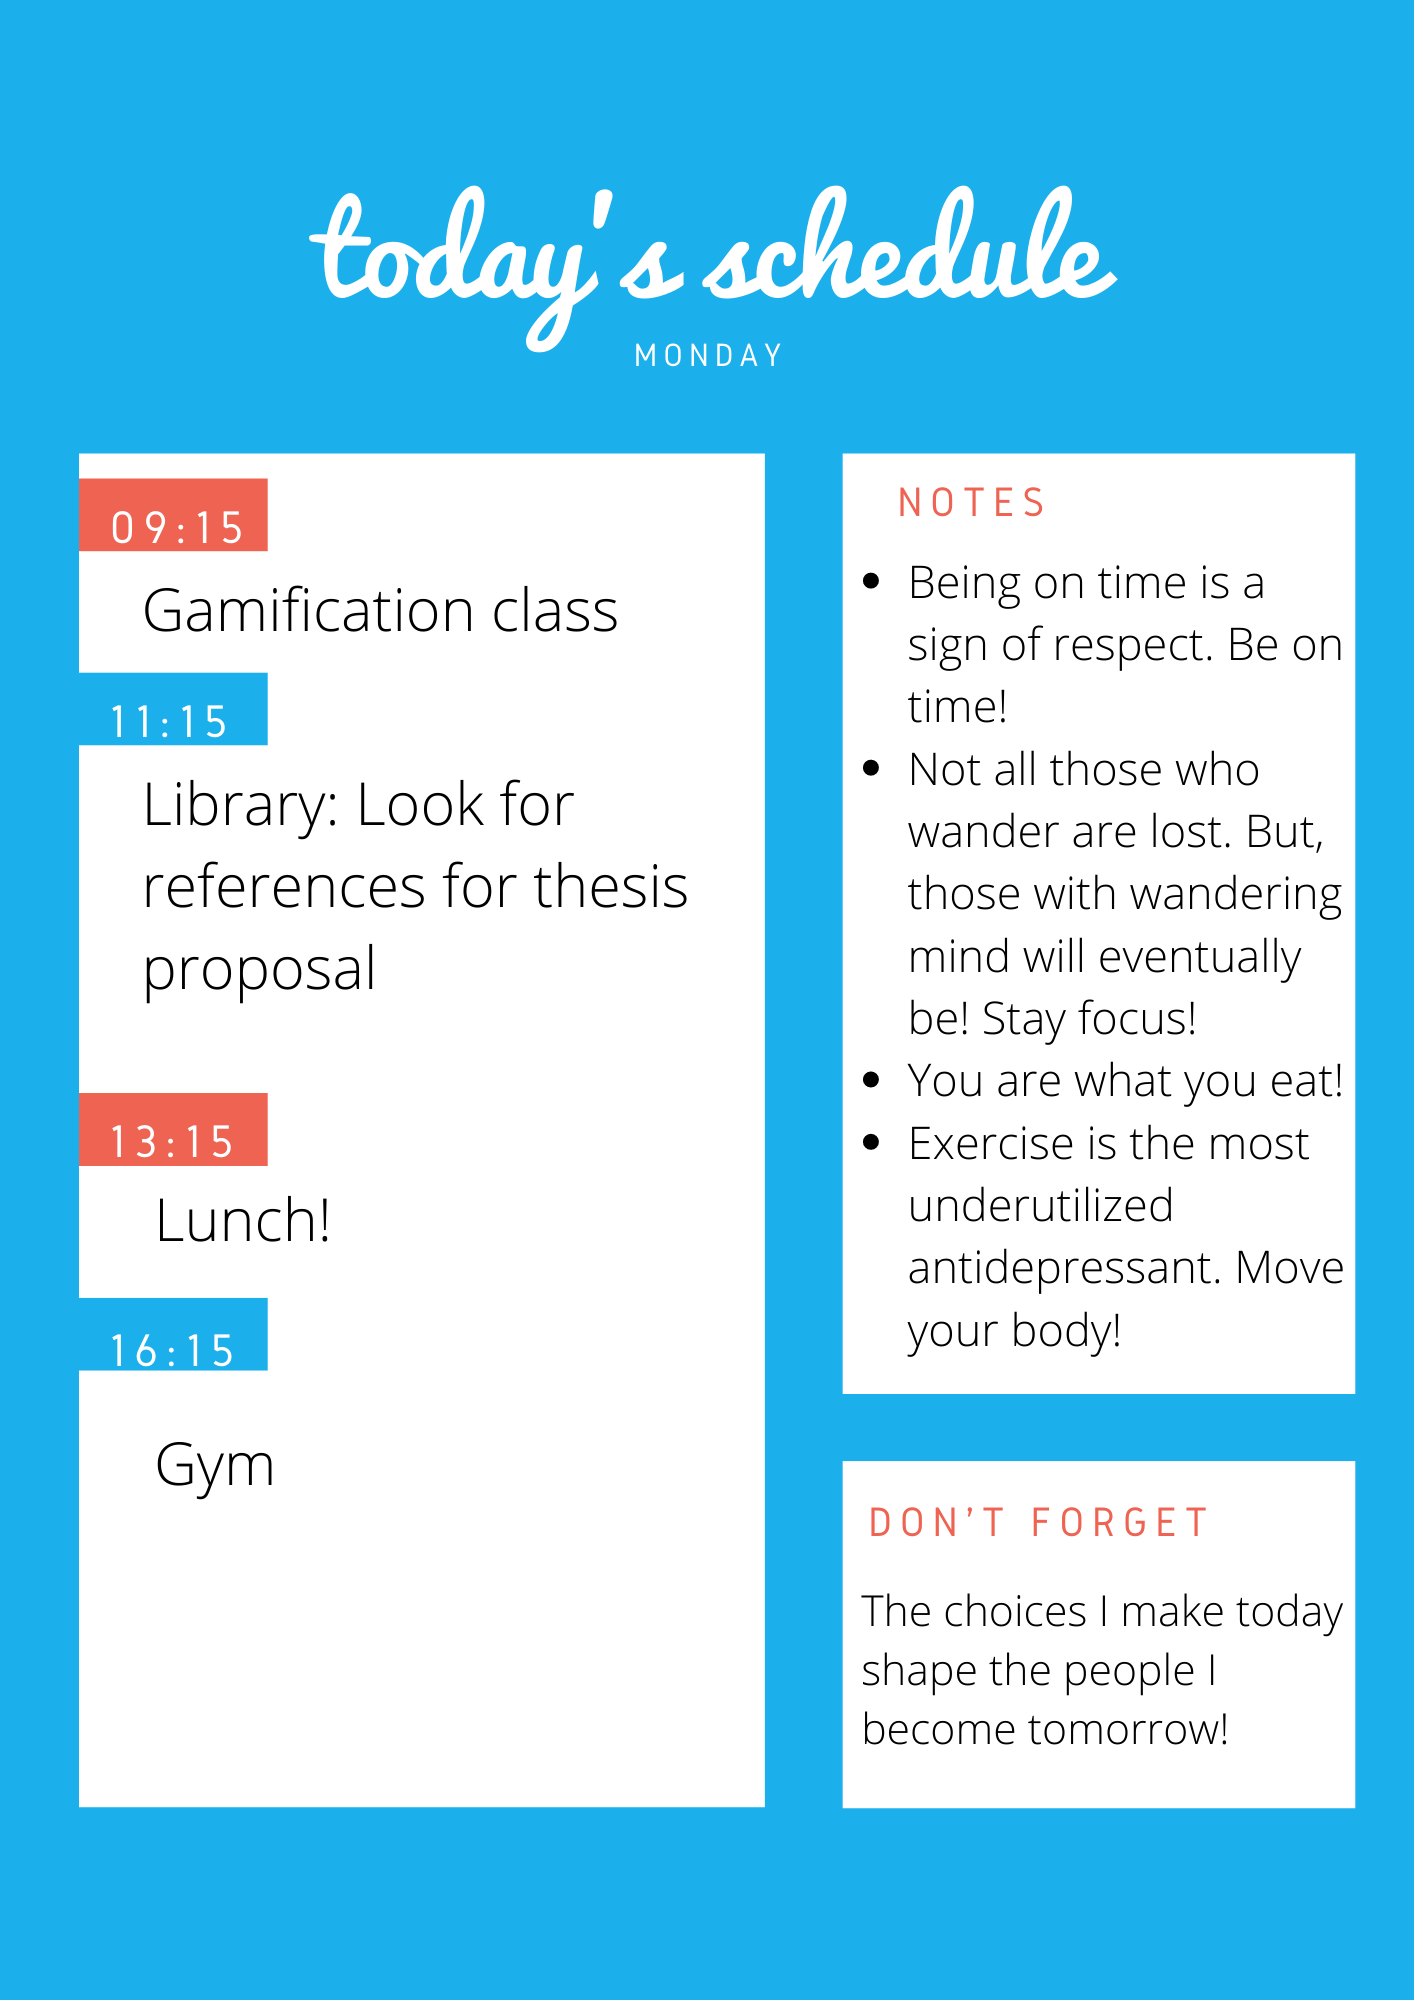 today's schedule
MONDAY
09:15
Gamification class
11:15
Library: Look for
references for thesis
proposal
13:15
Lunch!
16:15
Gym
NOTES
• Being on time is a
sign of respect. Be on
time!
• Not all those who
wander are lost. But,
those with wandering
mind will eventually
be! Stay focus!
• You are what you eat!
• Exercise is the most
underutilized
antidepressant. Move
your body!
DON'T FORGET
The choices I make today
shape the people I
become tomorrow!